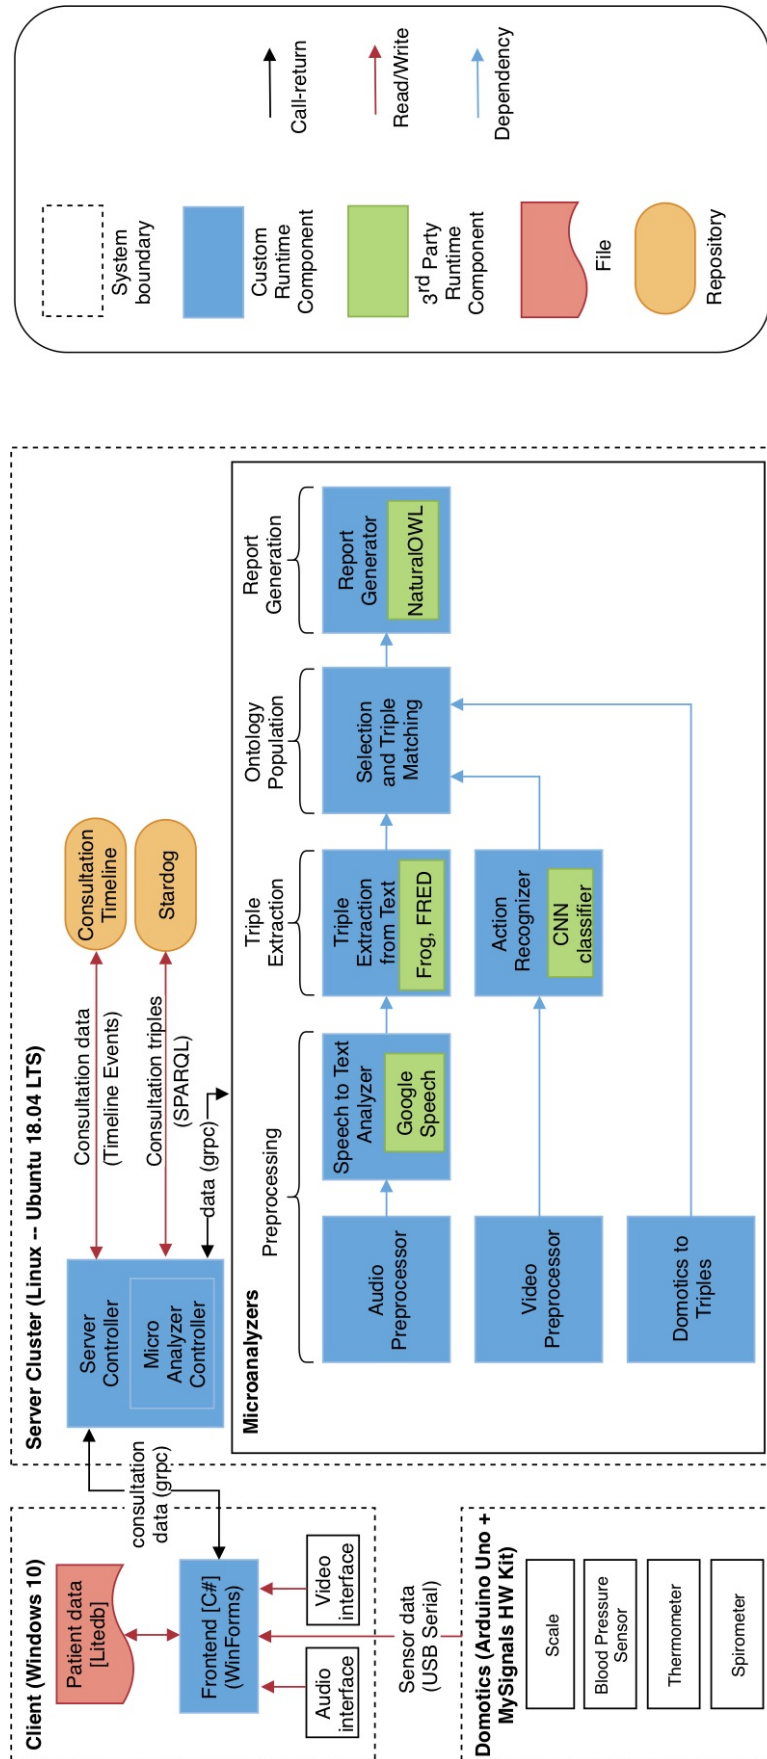 Client (Windows 10)
Patient data
[Litedb]
Frontend [C#]
(WinForms)
Audio
interface
Video
interface
consultation
data (grpc)
Sensor data
(USB Serial)
Domotics (Arduino Uno +
MySignals HW Kit)
Scale
Blood Pressure
Sensor
Thermometer
Spirometer
Server Cluster (Linux -- Ubuntu 18.04 LTS)
Server
Controller
Micro
Analyzer
Controller
Consultation data
(Timeline Events)
Consultation triples
(SPARQL)
data (grpc)
Consultation
Timeline
Stardog
Microanalyzers
Preprocessing
Triple
Extraction
Ontology
Population
Report
Generation
Audio
Preprocessor
Speech to Text
Analyzer
Google
Speech
Triple
Extraction
from Text
Frog, FRED
Selection
and Triple
Matching
Report
Generator
NaturalOWL
Video
Preprocessor
Action
Recognizer
CNN
classifier
Domotics to
Triples
System
boundary
Custom
Runtime
Component
3rd Party
Runtime
Component
File
Repository
Call-return
Read/Write
Dependency